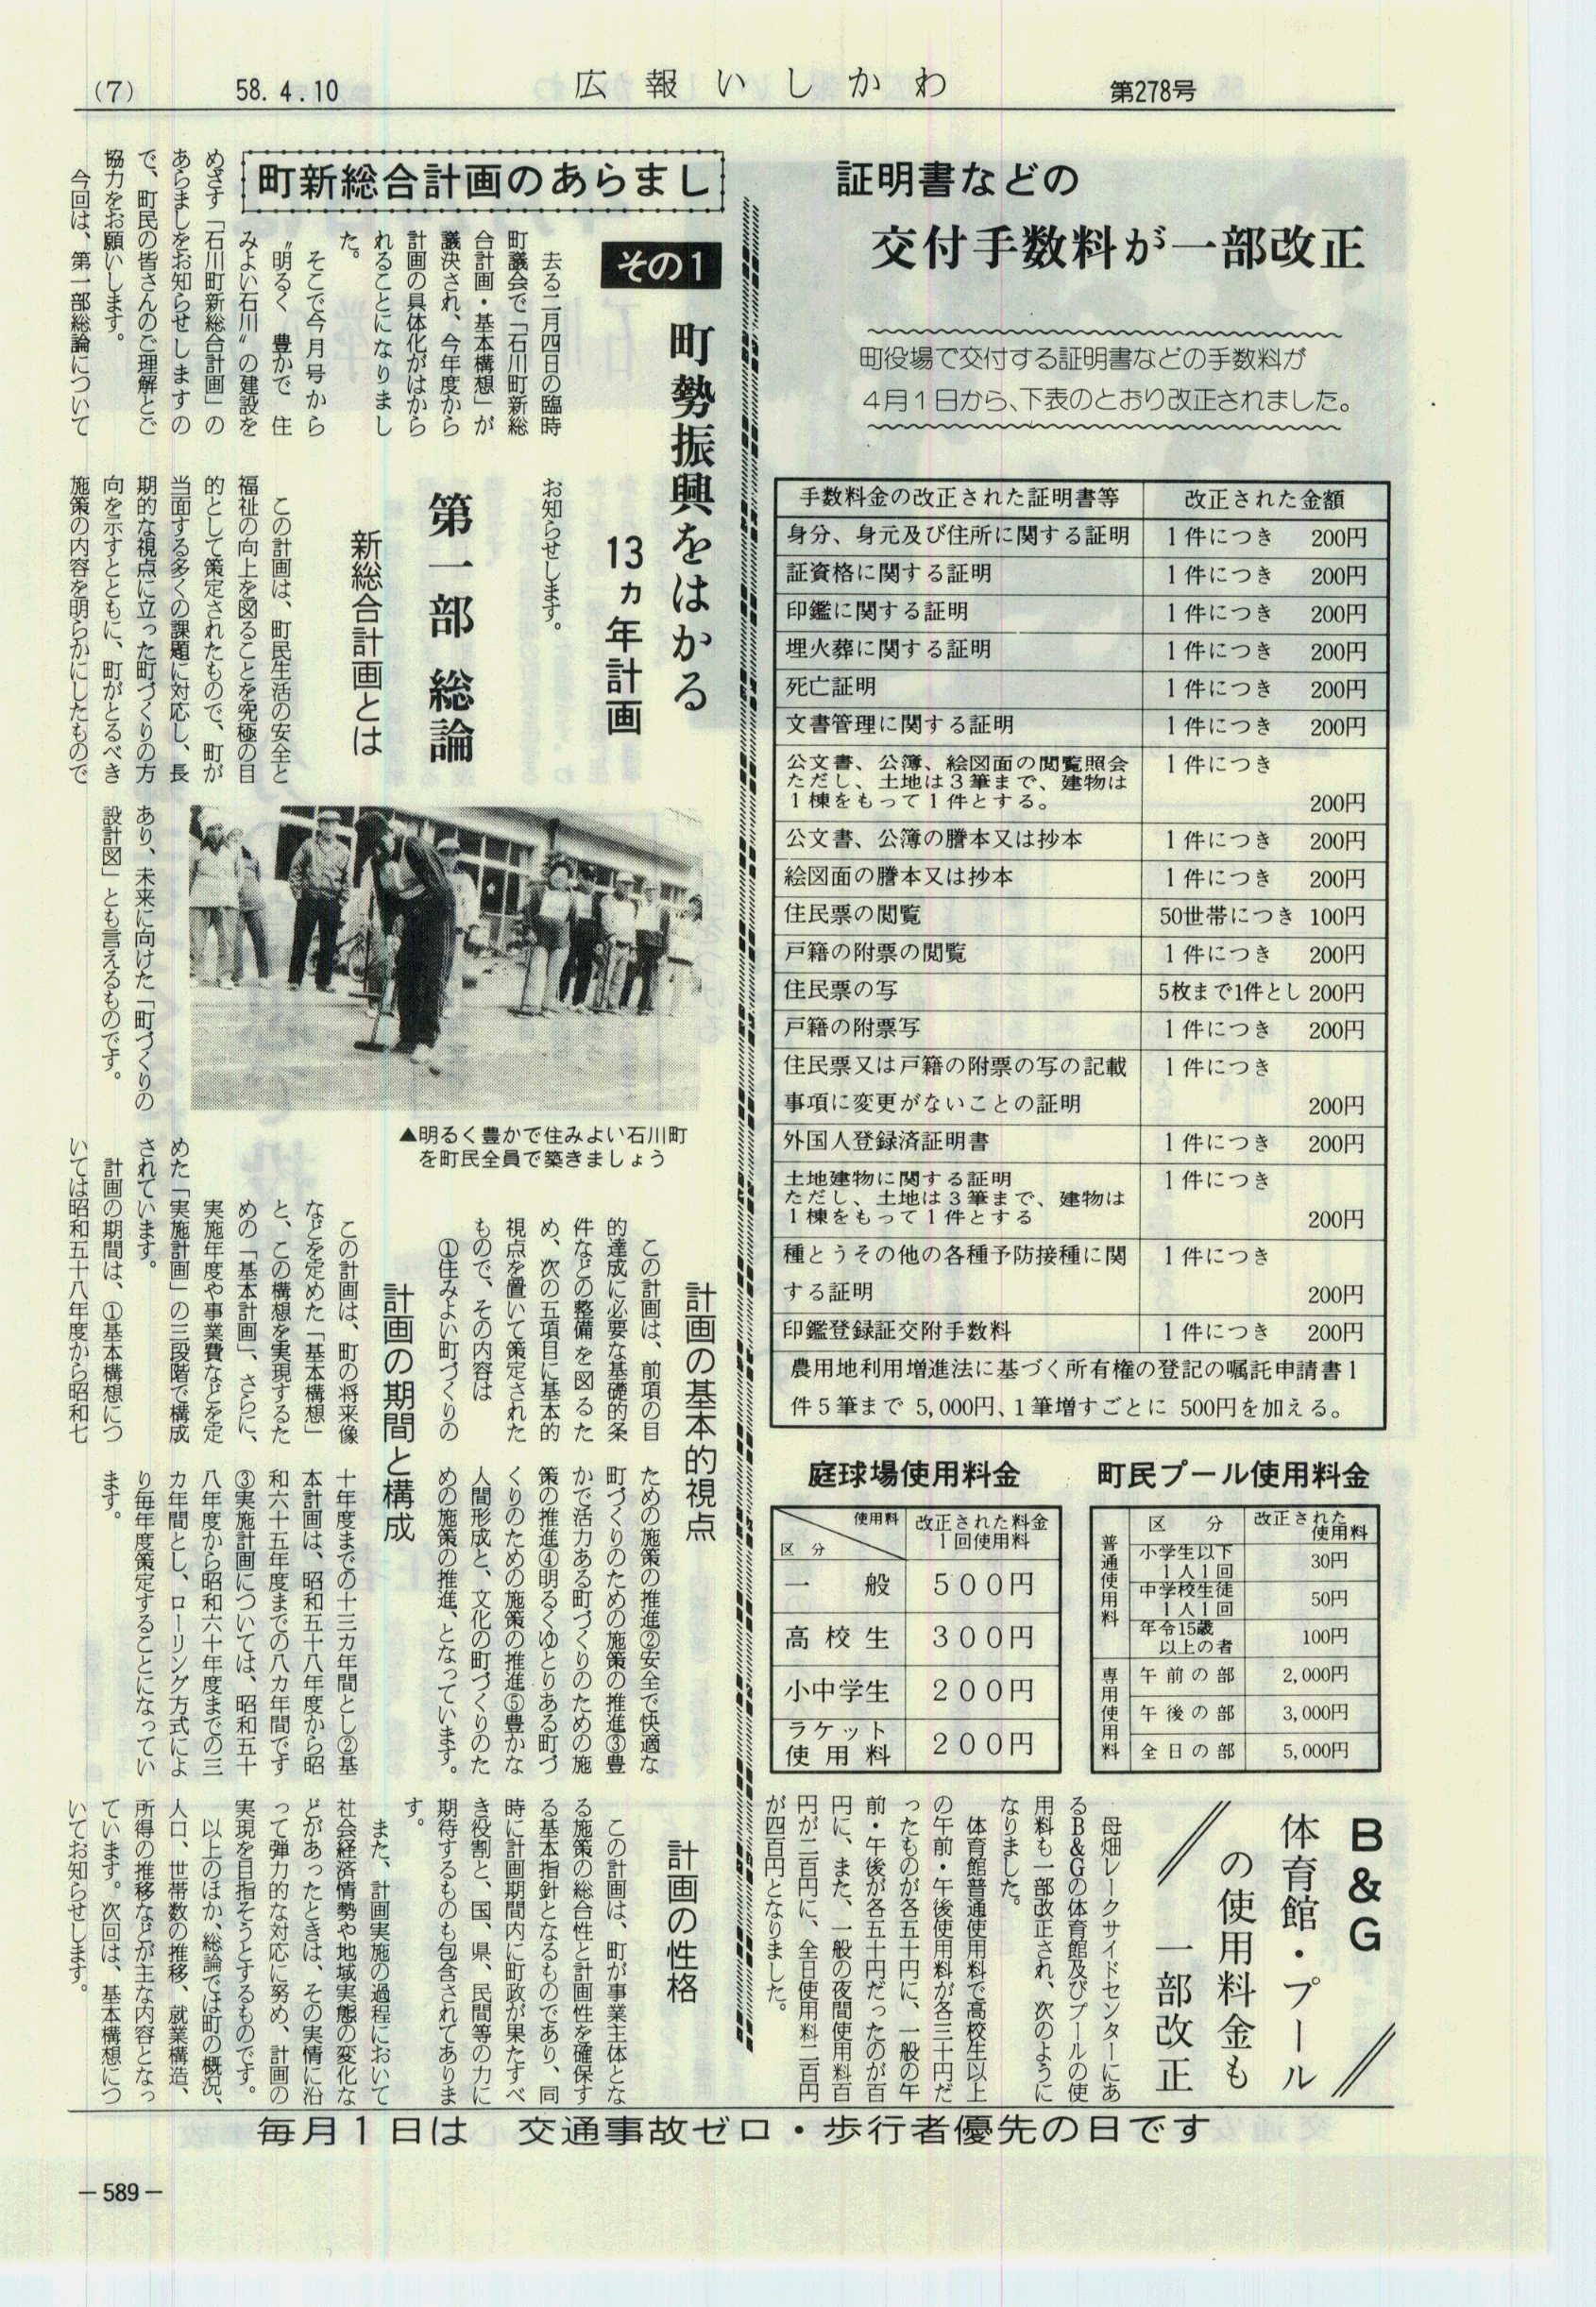 (7)
58.4.10
広報いしかわ
第278号
証明書などの
交付手数料が一部改正
町役場で交付する証明書などの手数料が
4月1日から、下表のとおり改正されました。
手数料金の改正された証明書等 改正された金額
身分、身元及び住所に関する証明 1件につき 200円
証資格に関する証明 1件につき 200円
印鑑に関する証明 1件につき 200円
埋火葬に関する証明 1件につき 200円
死亡証明 1件につき 200円
文書管理に関する証明 1件につき 200円
公文書、公簿、絵図面の閲覧照会 1件につき
ただし、土地は3筆まで、建物は
1棟をもって1件とする。 200円
公文書、公簿の謄本又は抄本 1件につき 200円
絵図面の謄本又は抄本 1件につき 200円
住民票の閲覧 50世帯につき 100円
戸籍の附票の閲覧 1件につき 200円
住民票の写 5枚まで1件とし 200円
戸籍の附票写 1件につき 200円
住民票又は戸籍の附票の写の記載 1件につき
事項に変更がないことの証明 200円
外国人登録済証明書 1件につき 200円
土地建物に関する証明 1件につき
ただし、土地は3筆まで、建物は
1棟をもって1件とする 200円
種とうその他の各種予防接種に関 1件につき
する証明 200円
印鑑登録証交附手数料 1件につき 200円
農用地利用増進法に基づく所有権の登記の嘱託申請書1
件5筆まで 5,000円、1筆増すごとに 500円を加える。
町民プール使用料金
区分 改正された
使用料
普通使用料
小学生以下
1人1回 30円
中学校生徒
1人1回 50円
年令15歳
以上の者 100円
専用使用料
午前の部 2,000円
午後の部 3,000円
全日の部 5,000円
庭球場使用料金
使用料 改正された料金
区分 1回使用料
一般 500円
高校生 300円
小中学生 200円
ラケット
使用料 200円
B&G
体育館・プール
の使用料金も
一部改正
母畑レークサイドセンターにあ
るB&Gの体育館及びプールの使
用料も一部改正され、次のように
なりました。
体育館普通使用料で高校生以上
の午前・午後使用料が各三十円だ
ったものが各五十円に、一般の午
前・午後が各五十円だったのが百
円に、また、一般の夜間使用料百
円が二百円に、全日使用料二百円
が四百円となりました。
町新総合計画のあらまし
その1
町勢振興をはかる
13ヵ年計画
去る二月四日の臨時
町議会で「石川町新総
合計画・基本構想」が
議決され、今年度から
計画の具体化がはから
れることになりまし
た。
そこで今月号から
〝明るく 豊かで 住
みよい石川〟の建設を
めざす「石川町新総合計画」の
あらましをお知らせしますの
で、町民の皆さんのご理解とご
協力をお願いします。
今回は、第一部総論について
お知らせします。
第一部 総論
新総合計画とは
この計画は、町民生活の安全と
福祉の向上を図ることを究極の目
的として策定されたもので、町が
当面する多くの課題に対応し、長
期的な視点に立った町づくりの方
向を示すとともに、町がとるべき
施策の内容を明らかにしたもので
あり、未来に向けた「町づくりの
設計図」とも言えるものです。
▲明るく豊かで住みよい石川町
を町民全員で築きましょう
計画の基本的視点
この計画は、前項の目
的達成に必要な基礎的条
件などの整備を図るた
め、次の五項目に基本的
視点を置いて策定された
もので、その内容は
①住みよい町づくりの
ための施策の推進②安全で快適な
町づくりのための施策の推進③豊
かで活力ある町づくりのための施
策の推進④明るくゆとりある町づ
くりのための施策の推進⑤豊かな
人間形成と、文化の町づくりのた
めの施策の推進、となっています。
計画の期間と構成
この計画は、町の将来像
などを定めた「基本構想」
と、この構想を実現するた
めの「基本計画」、さらに、
実施年度や事業費などを定
めた「実施計画」の三段階で構成
されています。
計画の期間は、①基本構想につ
いては昭和五十八年度から昭和七
十年度までの十三カ年間とし②基
本計画は、昭和五十八年度から昭
和六十五年度までの八カ年間です
③実施計画については、昭和五十
八年度から昭和六十年度までの三
カ年間とし、ローリング方式によ
り毎年度策定することになってい
ます。
計画の性格
この計画は、町が事業主体とな
る施策の総合性と計画性を確保す
る基本指針となるものであり、同
時に計画期間内に町政が果たすべ
き役割と、国、県、民間等の力に
期待するものも包含されてありま
す。
また、計画実施の過程において
社会経済情勢や地域実態の変化な
どがあったときは、その実情に沿
って弾力的な対応に努め、計画の
実現を目指そうとするものです。
以上のほか、総論では町の概況、
人口、世帯数の推移、就業構造、
所得の推移などが主な内容となっ
ています。次回は、基本構想につ
いてお知らせします。
毎月1日は 交通事故ゼロ・歩行者優先の日です
－589－